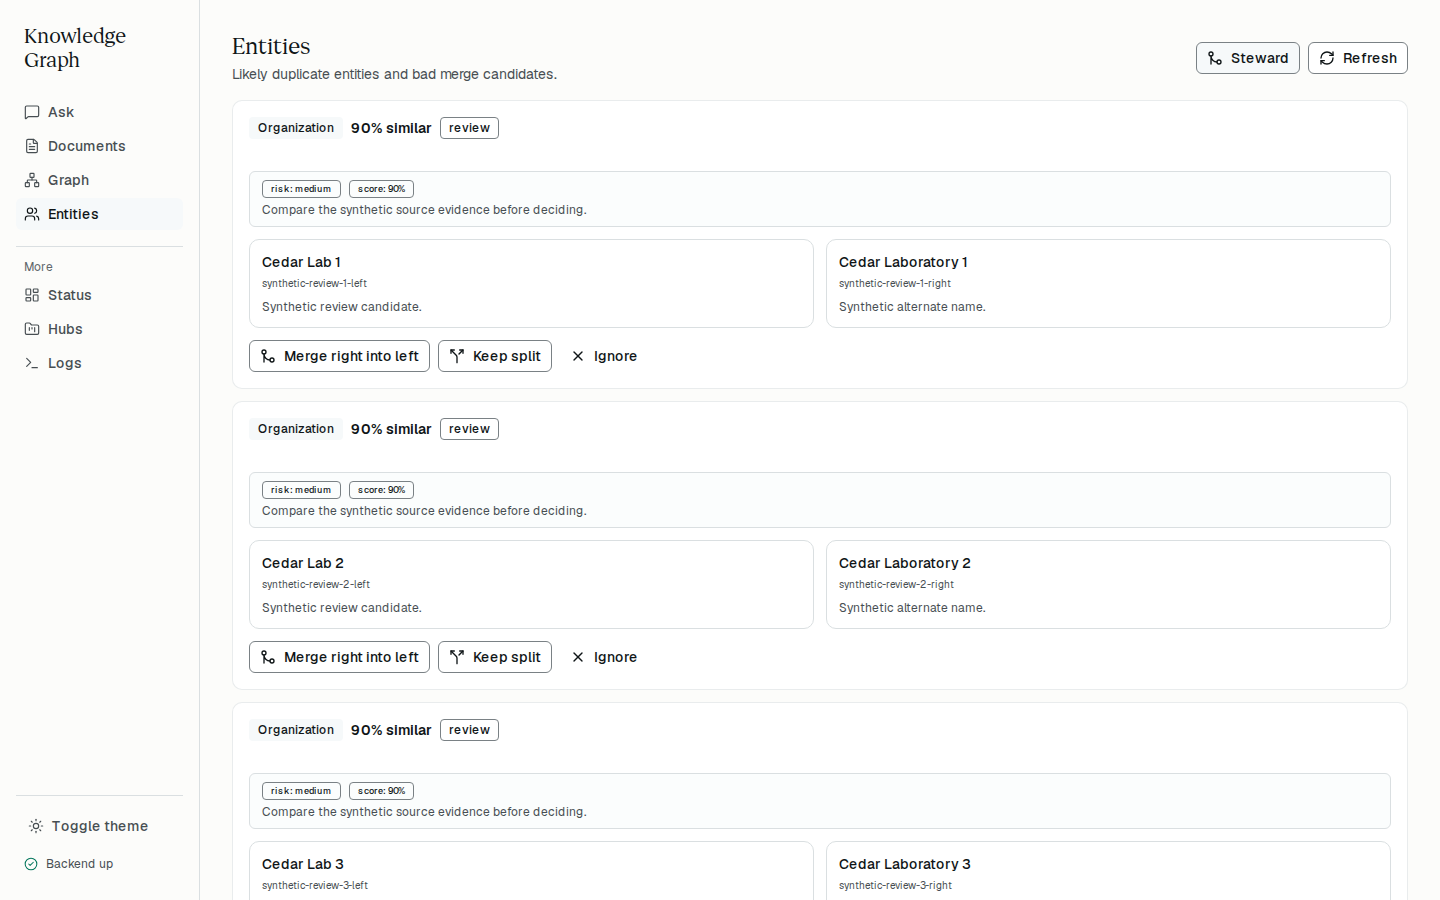 Knowledge
Graph
Ask
Documents
Graph
Entities
More
Status
Hubs
Logs
Toggle theme
Backend up
Entities
Likely duplicate entities and bad merge candidates.
Steward
Refresh
Organization 90% similar review
risk: medium score: 90%
Compare the synthetic source evidence before deciding.
Cedar Lab 1
synthetic-review-1-left
Synthetic review candidate.
Cedar Laboratory 1
synthetic-review-1-right
Synthetic alternate name.
Merge right into left Keep split Ignore
Organization 90% similar review
risk: medium score: 90%
Compare the synthetic source evidence before deciding.
Cedar Lab 2
synthetic-review-2-left
Synthetic review candidate.
Cedar Laboratory 2
synthetic-review-2-right
Synthetic alternate name.
Merge right into left Keep split Ignore
Organization 90% similar review
risk: medium score: 90%
Compare the synthetic source evidence before deciding.
Cedar Lab 3
synthetic-review-3-left
Cedar Laboratory 3
synthetic-review-3-right